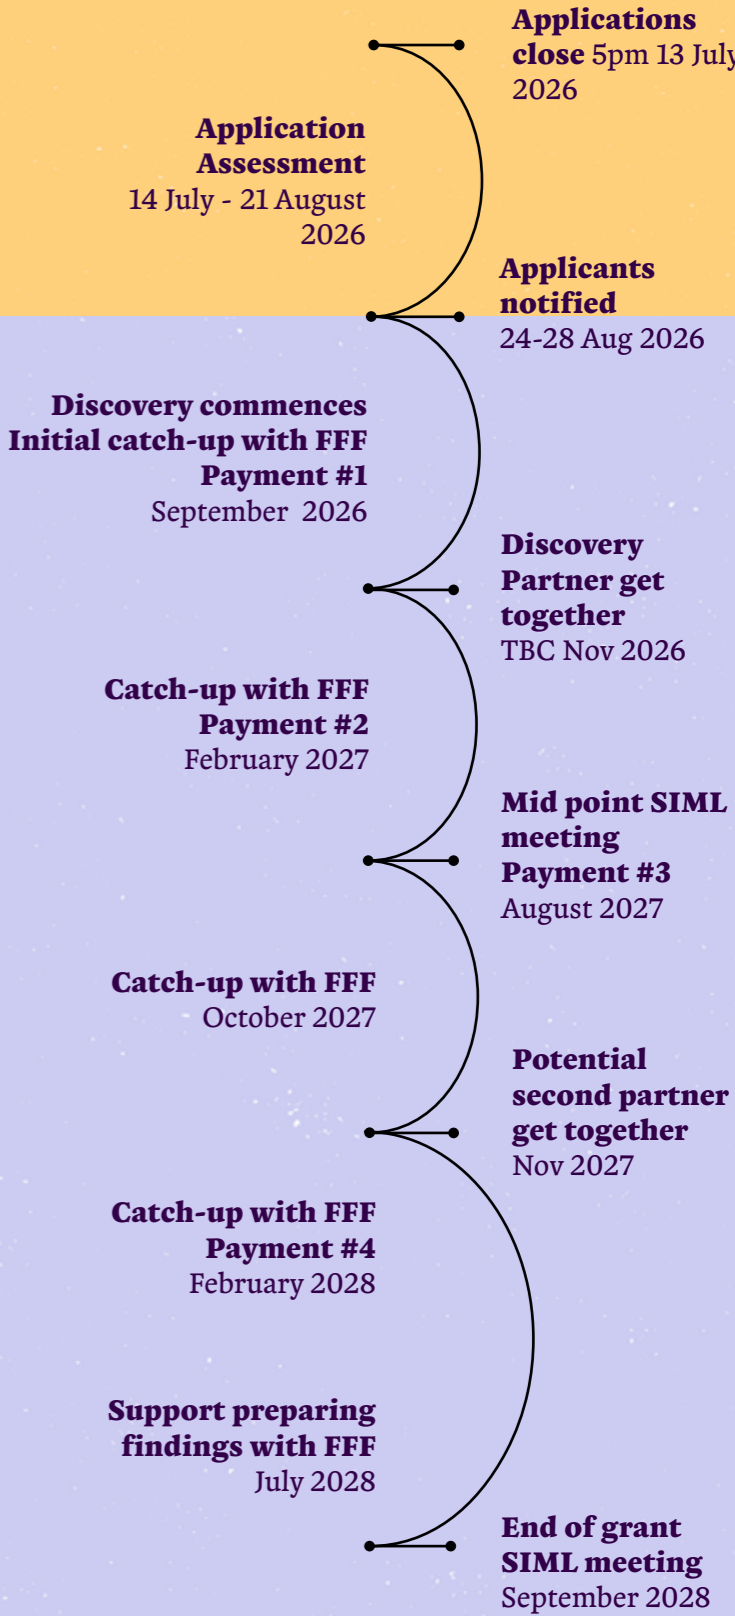 Applications
close 5pm 13 July
2026
Application
Assessment
14 July - 21 August
2026
Applicants
notified
24-28 Aug 2026
Discovery commences
Initial catch-up with FFF
Payment #1
September 2026
Discovery
Partner get
together
TBC Nov 2026
Catch-up with FFF
Payment #2
February 2027
Mid point SIML
meeting
Payment #3
August 2027
Catch-up with FFF
October 2027
Potential
second partner
get together
Nov 2027
Catch-up with FFF
Payment #4
February 2028
Support preparing
findings with FFF
July 2028
End of grant
SIML meeting
September 2028